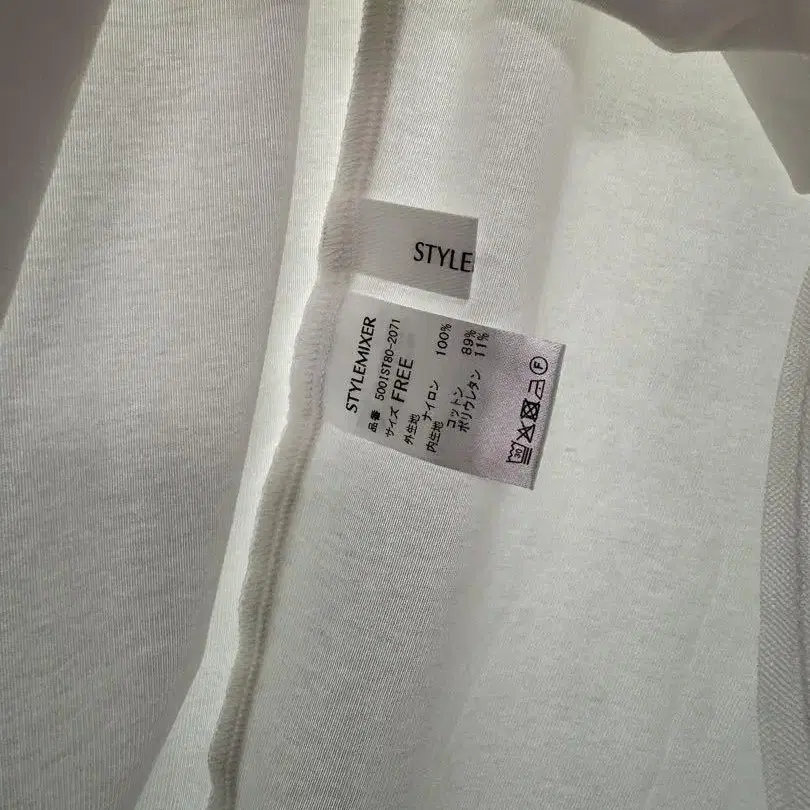 STYLE
STYLEMIXER
品番 5001ST80-2071
サイズ FREE
外生地 ナイロン 100%
内生地 コットン 89%
ポリウレタン 11%
30
F